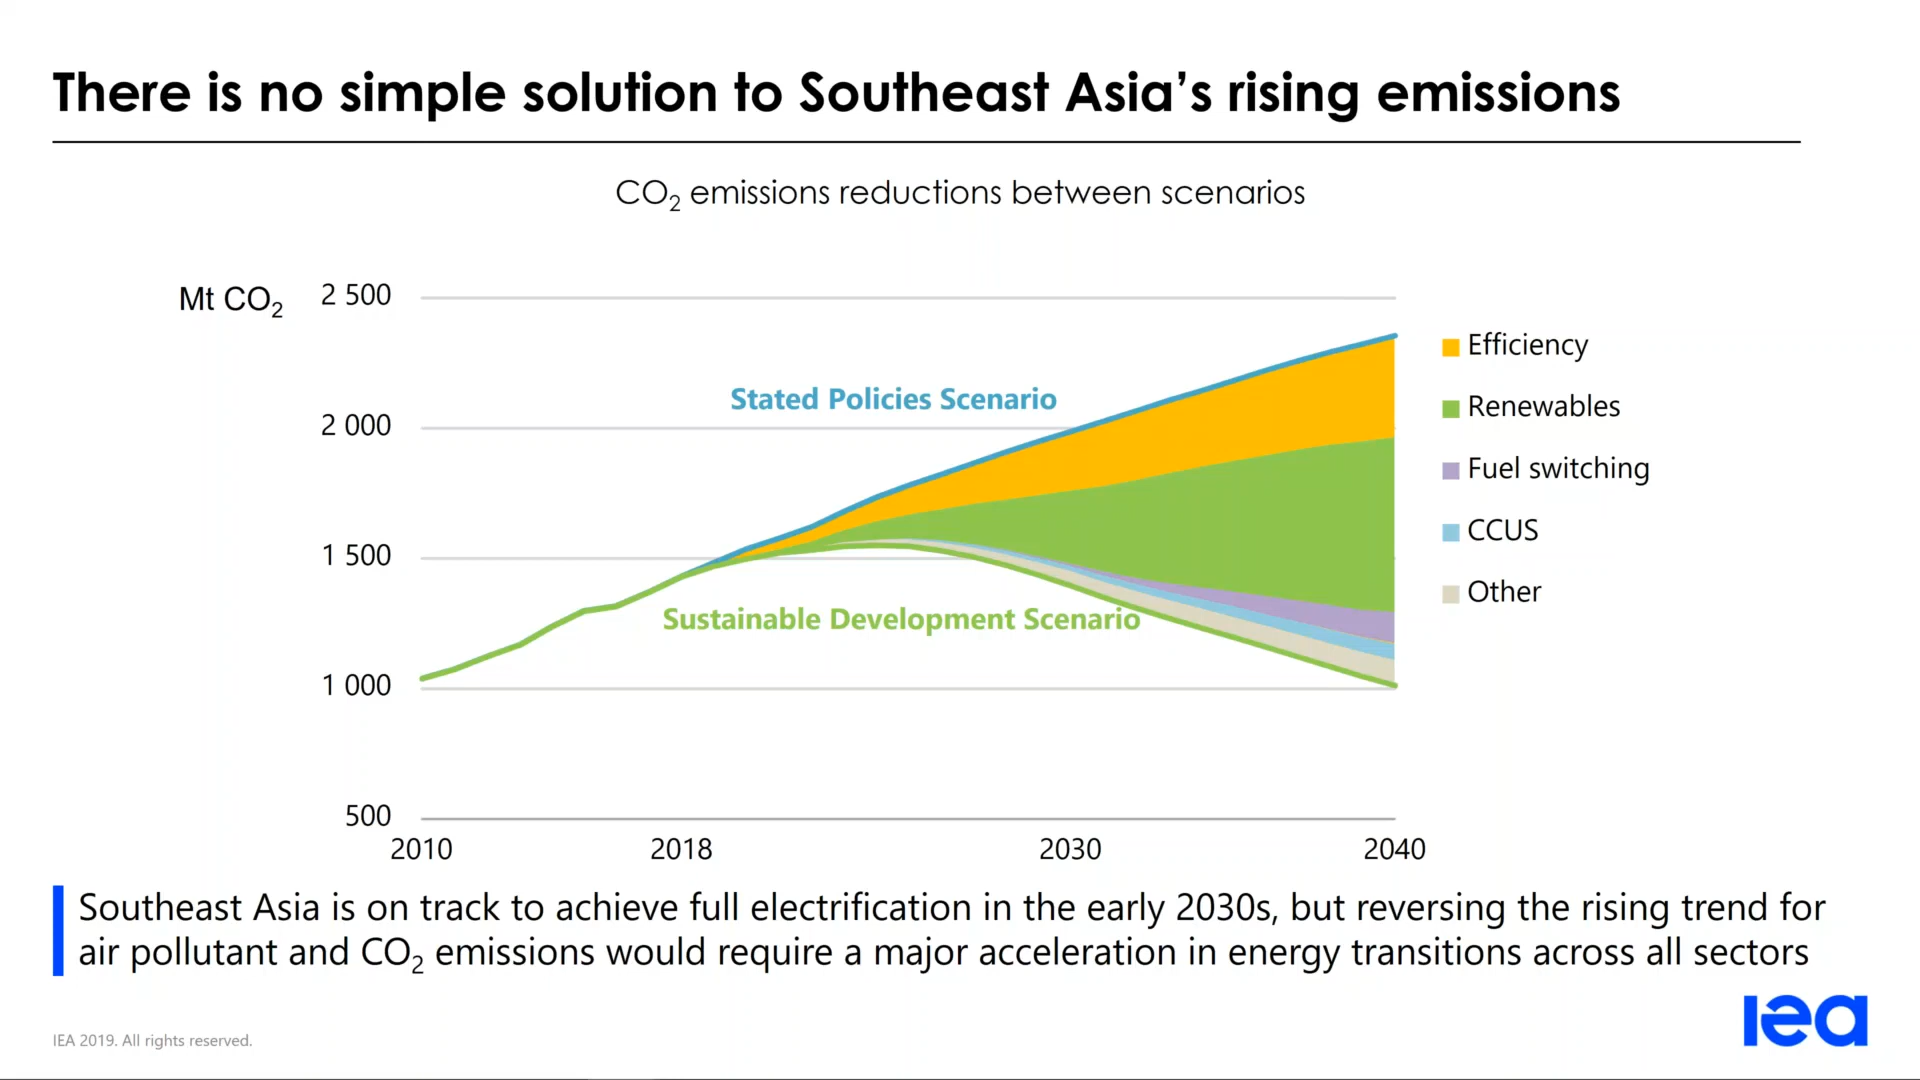 There is no simple solution to Southeast Asia's rising emissions
CO₂ emissions reductions between scenarios
Mt CO₂
2 500
2 000
1 500
1 000
500
2010
2018
2030
2040
Stated Policies Scenario
Sustainable Development Scenario
Efficiency
Renewables
Fuel switching
CCUS
Other
Southeast Asia is on track to achieve full electrification in the early 2030s, but reversing the rising trend for
air pollutant and CO₂ emissions would require a major acceleration in energy transitions across all sectors
IEA 2019. All rights reserved.
iea